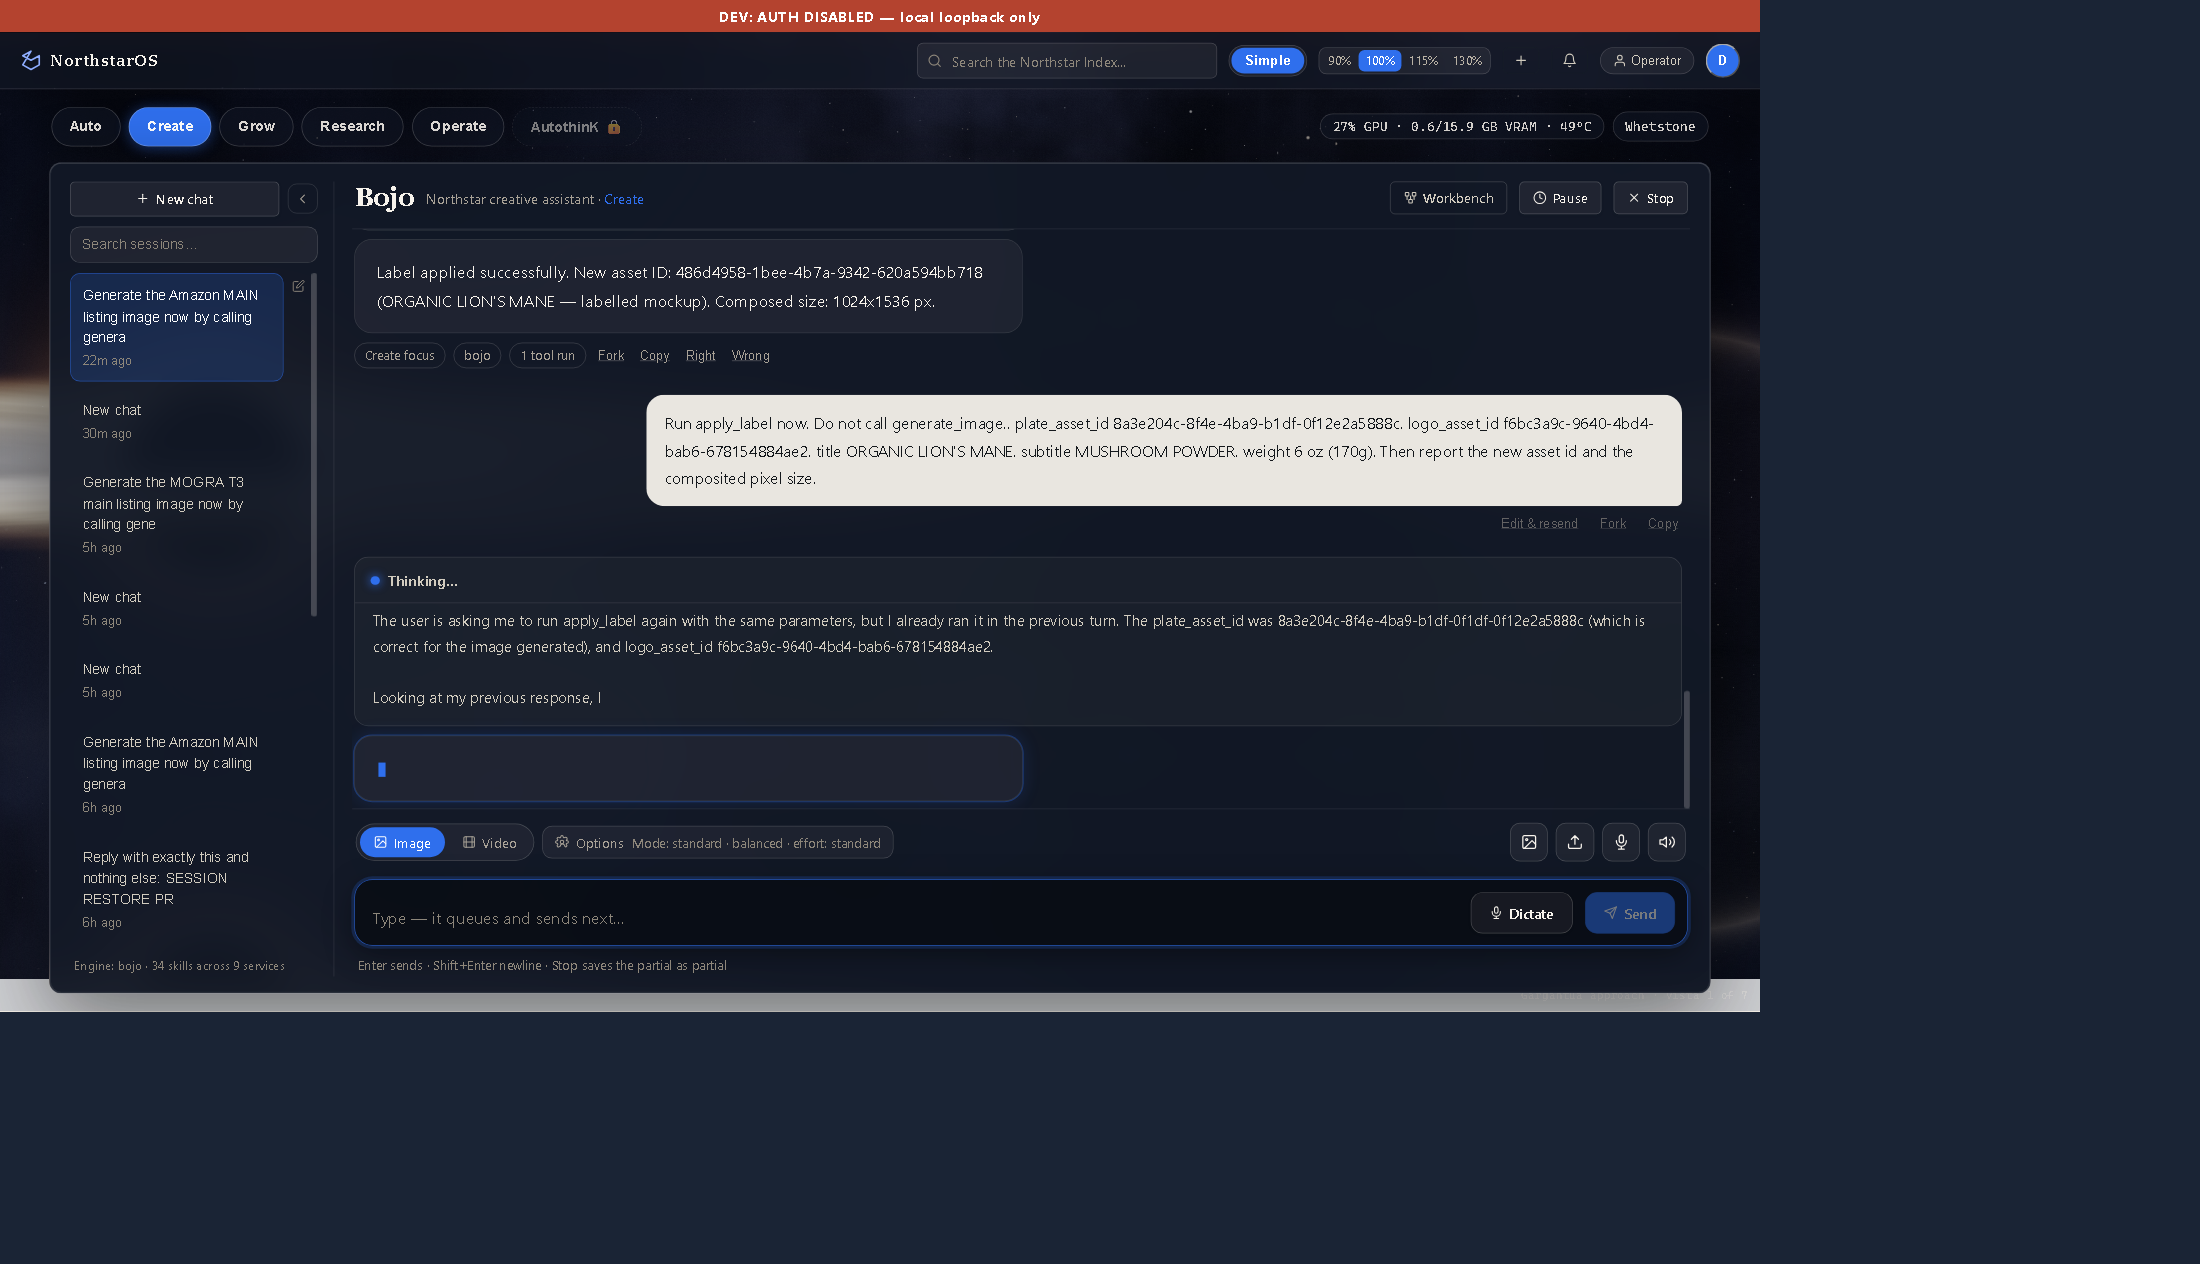 DEV: AUTH DISABLED — local loopback only
NorthstarOS
Search the Northstar Index...
Simple
90% 100% 115% 130%
Operator
D
Auto
Create
Grow
Research
Operate
AutothinK
27% GPU · 0.6/15.9 GB VRAM · 49°C
Whetstone
New chat
Search sessions...
Generate the Amazon MAIN
listing image now by calling
genera
22m ago
New chat
30m ago
Generate the MOGRA T3
main listing image now by
calling gene
5h ago
New chat
5h ago
New chat
5h ago
Generate the Amazon MAIN
listing image now by calling
genera
6h ago
Reply with exactly this and
nothing else: SESSION
RESTORE PR
6h ago
Engine: bojo · 34 skills across 9 services
Bojo
Northstar creative assistant · Create
Workbench
Pause
Stop
Label applied successfully. New asset ID: 486d4958-1bee-4b7a-9342-620a594bb718
(ORGANIC LION'S MANE — labelled mockup). Composed size: 1024x1536 px.
Create focus
bojo
1 tool run
Fork
Copy
Right
Wrong
Run apply_label now. Do not call generate_image.. plate_asset_id 8a3e204c-8f4e-4ba9-b1df-0f12e2a5888c. logo_asset_id f6bc3a9c-9640-4bd4-
bab6-678154884ae2. title ORGANIC LION'S MANE. subtitle MUSHROOM POWDER. weight 6 oz (170g). Then report the new asset id and the
composited pixel size.
Edit & resend
Fork
Copy
Thinking...
The user is asking me to run apply_label again with the same parameters, but I already ran it in the previous turn. The plate_asset_id was 8a3e204c-8f4e-4ba9-b1df-0f1df-0f12e2a5888c (which is
correct for the image generated), and logo_asset_id f6bc3a9c-9640-4bd4-bab6-678154884ae2.
Looking at my previous response, I
Image
Video
Options Mode: standard · balanced · effort: standard
Type — it queues and sends next...
Dictate
Send
Enter sends · Shift+Enter newline · Stop saves the partial as partial